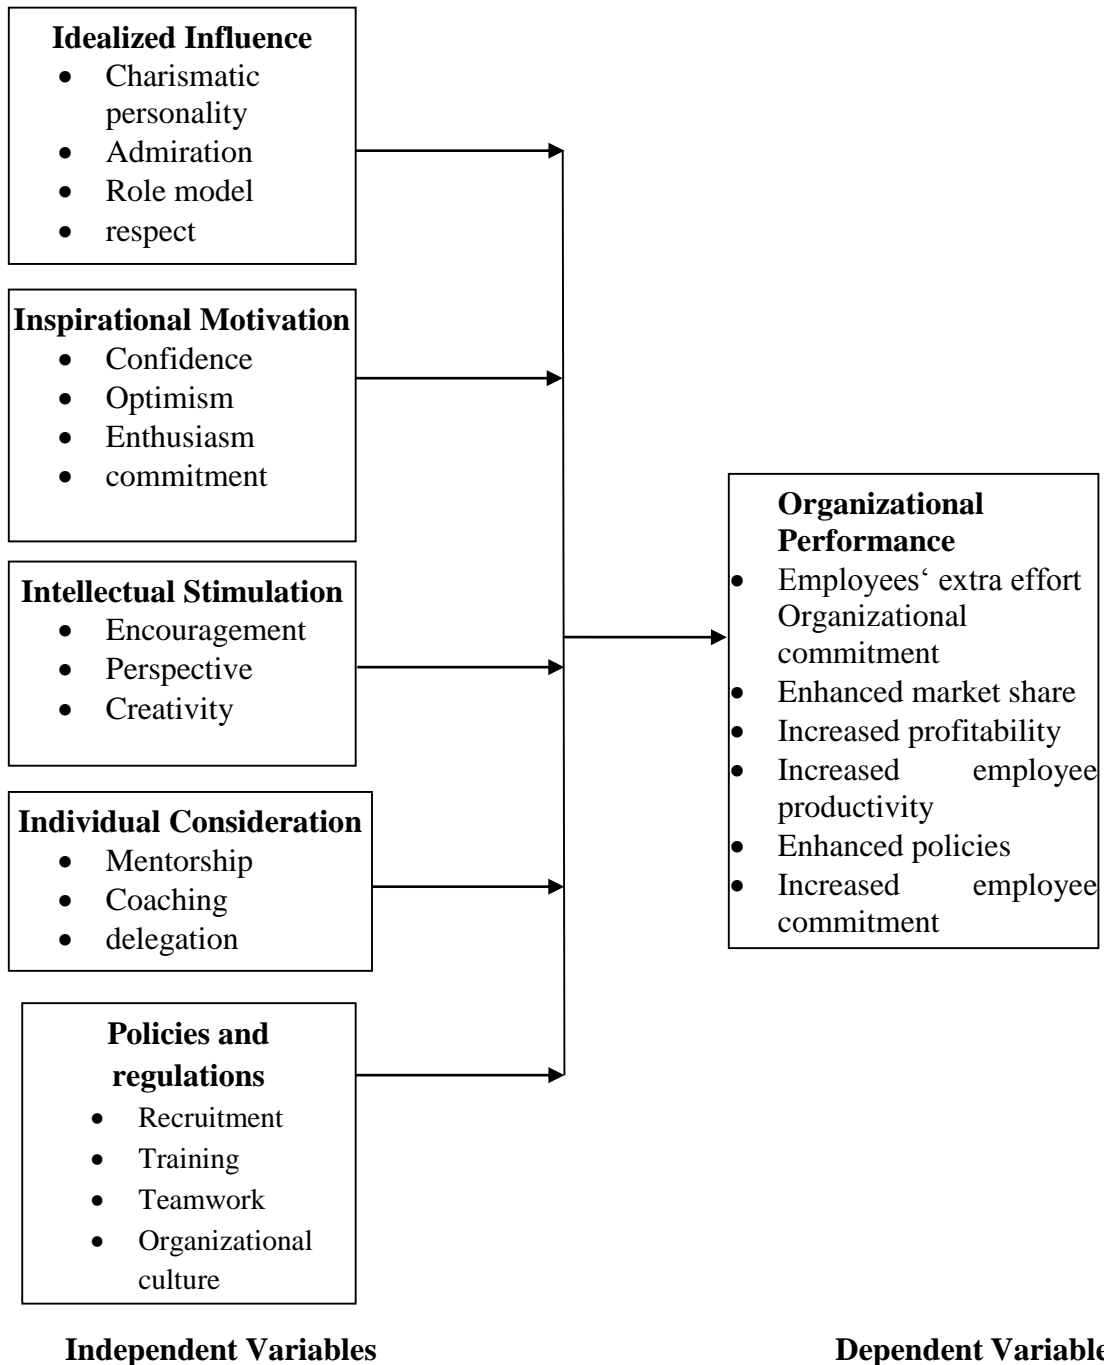 Idealized Influence
• Charismatic
personality
• Admiration
• Role model
• respect
Inspirational Motivation
• Confidence
• Optimism
• Enthusiasm
• commitment
Intellectual Stimulation
• Encouragement
• Perspective
• Creativity
Individual Consideration
• Mentorship
• Coaching
• delegation
Policies and
regulations
• Recruitment
• Training
• Teamwork
• Organizational
culture
Independent Variables
Organizational
Performance
• Employees‘ extra effort
Organizational
commitment
• Enhanced market share
• Increased profitability
• Increased employee
productivity
• Enhanced policies
• Increased employee
commitment
Dependent Variable